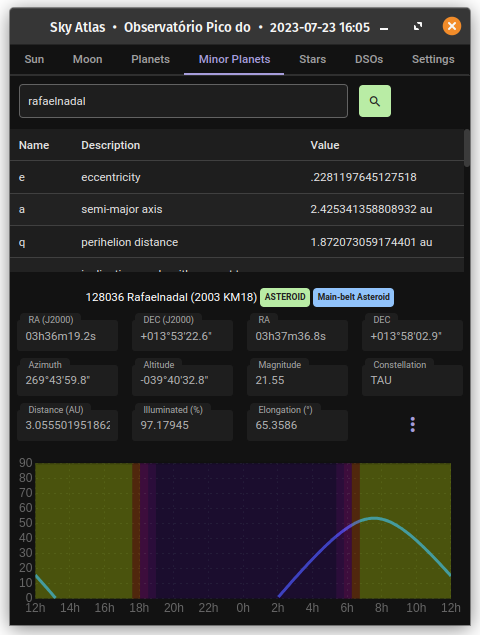 Sky Atlas • Observatório Pico do • 2023-07-23 16:05
Sun Moon Planets Minor Planets Stars DSOs Settings
rafaelnadal
Name Description Value
e eccentricity .2281197645127518
a semi-major axis 2.425341358808932 au
q perihelion distance 1.872073059174401 au
128036 Rafaelnadal (2003 KM18) ASTEROID Main-belt Asteroid
RA (J2000) DEC (J2000) RA DEC
03h36m19.2s +013°53'22.6" 03h37m36.8s +013°58'02.9"
Azimuth Altitude Magnitude Constellation
269°43'59.8" -039°40'32.8" 21.55 TAU
Distance (AU) Illuminated (%) Elongation (°)
3.055501951862 97.17945 65.3586
90
80
70
60
50
40
30
20
10
0
12h 14h 16h 18h 20h 22h 0h 2h 4h 6h 8h 10h 12h